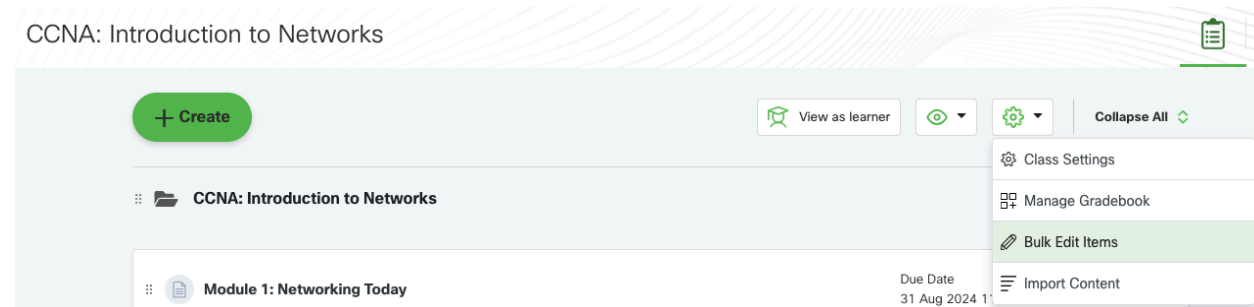 CCNA: Introduction to Networks
+ Create
View as learner
Collapse All
Class Settings
CCNA: Introduction to Networks
Manage Gradebook
Bulk Edit Items
Module 1: Networking Today
Due Date
31 Aug 2024
Import Content